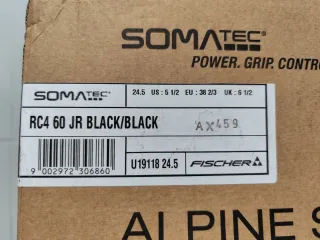 SOMATEC
POWER. GRIP. CONTRO
SOMATEC
24.5 US : 5 1/2 EU : 38 2/3 UK : 5 1/2
RC4 60 JR BLACK/BLACK
AX459
9 002972 306860
U19118 24.5
FISCHER
ALPINE S